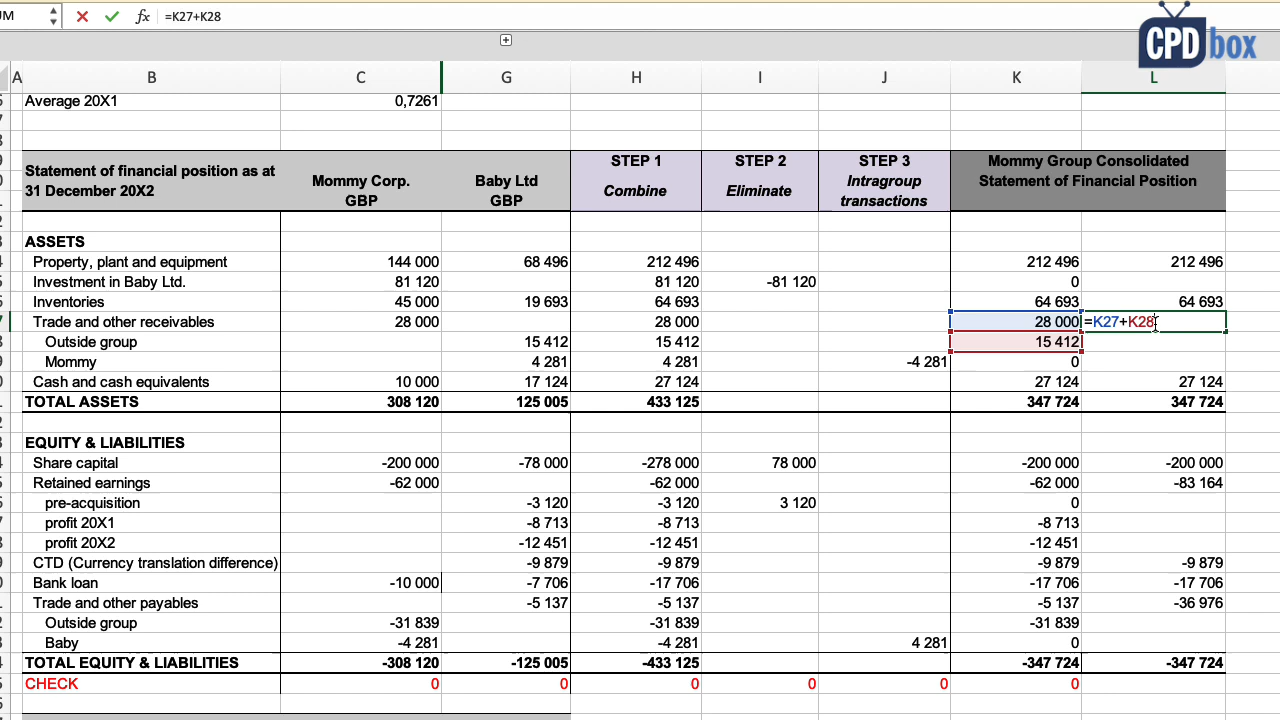 UM fx =K27+K28
CPD box
A B C G H I J K L
Average 20X1 0,7261
Statement of financial position as at 31 December 20X2 Mommy Corp. GBP Baby Ltd GBP STEP 1 Combine STEP 2 Eliminate STEP 3 Intragroup transactions Mommy Group Consolidated Statement of Financial Position
ASSETS
Property, plant and equipment 144 000 68 496 212 496 212 496 212 496
Investment in Baby Ltd. 81 120 81 120 -81 120 0
Inventories 45 000 19 693 64 693 64 693 64 693
Trade and other receivables 28 000 28 000 28 000 =K27+K28
Outside group 15 412 15 412 15 412
Mommy 4 281 4 281 -4 281 0
Cash and cash equivalents 10 000 17 124 27 124 27 124 27 124
TOTAL ASSETS 308 120 125 005 433 125 347 724 347 724
EQUITY & LIABILITIES
Share capital -200 000 -78 000 -278 000 78 000 -200 000 -200 000
Retained earnings -62 000 -62 000 -62 000 -83 164
pre-acquisition -3 120 -3 120 3 120 0
profit 20X1 -8 713 -8 713 -8 713
profit 20X2 -12 451 -12 451 -12 451
CTD (Currency translation difference) -9 879 -9 879 -9 879 -9 879
Bank loan -10 000 -7 706 -17 706 -17 706 -17 706
Trade and other payables -5 137 -5 137 -5 137 -36 976
Outside group -31 839 -31 839 -31 839
Baby -4 281 -4 281 4 281 0
TOTAL EQUITY & LIABILITIES -308 120 -125 005 -433 125 -347 724 -347 724
CHECK 0 0 0 0 0 0